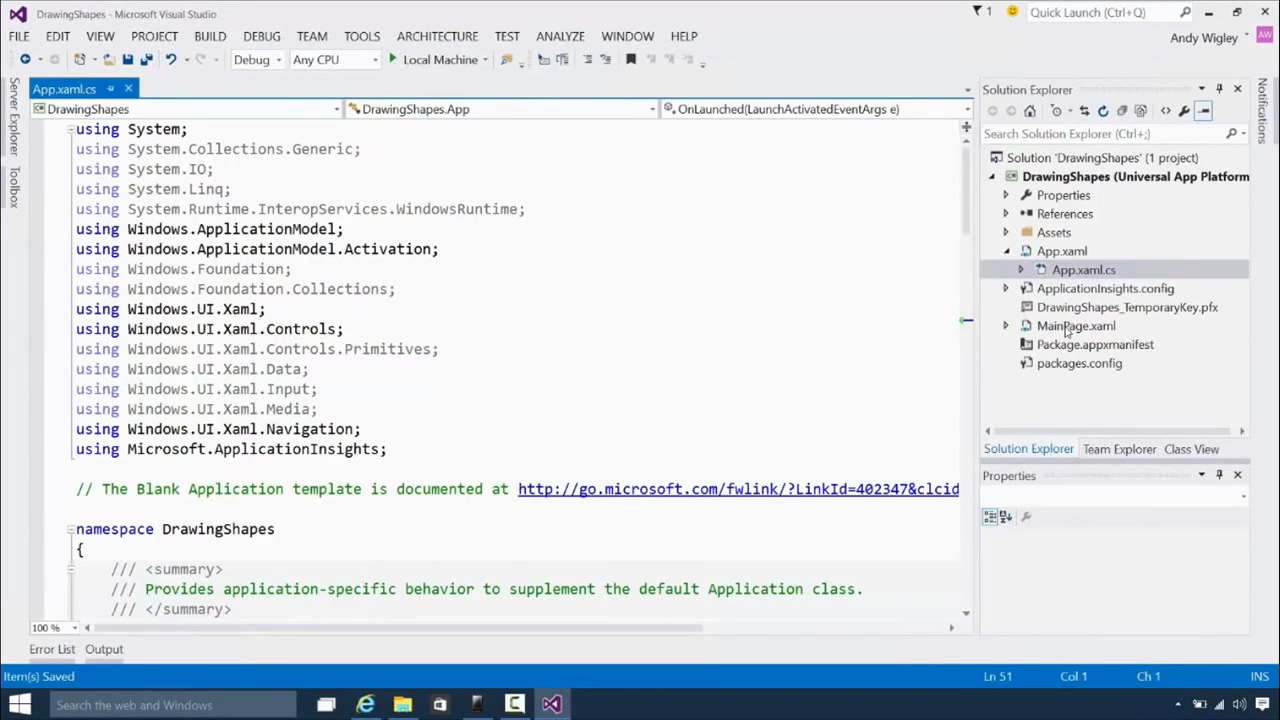 DrawingShapes - Microsoft Visual Studio
1
Quick Launch (Ctrl+Q)
FILE EDIT VIEW PROJECT BUILD DEBUG TEAM TOOLS ARCHITECTURE TEST ANALYZE WINDOW HELP
Andy Wigley
AW
Debug
Any CPU
Local Machine
Server Explorer
Toolbox
App.xaml.cs
DrawingShapes
DrawingShapes.App
OnLaunched(LaunchActivatedEventArgs e)
using System;
using System.Collections.Generic;
using System.IO;
using System.Linq;
using System.Runtime.InteropServices.WindowsRuntime;
using Windows.ApplicationModel;
using Windows.ApplicationModel.Activation;
using Windows.Foundation;
using Windows.Foundation.Collections;
using Windows.UI.Xaml;
using Windows.UI.Xaml.Controls;
using Windows.UI.Xaml.Controls.Primitives;
using Windows.UI.Xaml.Data;
using Windows.UI.Xaml.Input;
using Windows.UI.Xaml.Media;
using Windows.UI.Xaml.Navigation;
using Microsoft.ApplicationInsights;
// The Blank Application template is documented at http://go.microsoft.com/fwlink/?LinkId=402347&clcid
namespace DrawingShapes
{
/// <summary>
/// Provides application-specific behavior to supplement the default Application class.
/// </summary>
100 %
Solution Explorer
Search Solution Explorer (Ctrl+;)
Solution 'DrawingShapes' (1 project)
DrawingShapes (Universal App Platform
Properties
References
Assets
App.xaml
App.xaml.cs
ApplicationInsights.config
DrawingShapes_TemporaryKey.pfx
MainPage.xaml
Package.appxmanifest
packages.config
Solution Explorer Team Explorer Class View
Properties
Notifications
Error List Output
Item(s) Saved
Ln 51 Col 1 Ch 1 INS
Search the web and Windows